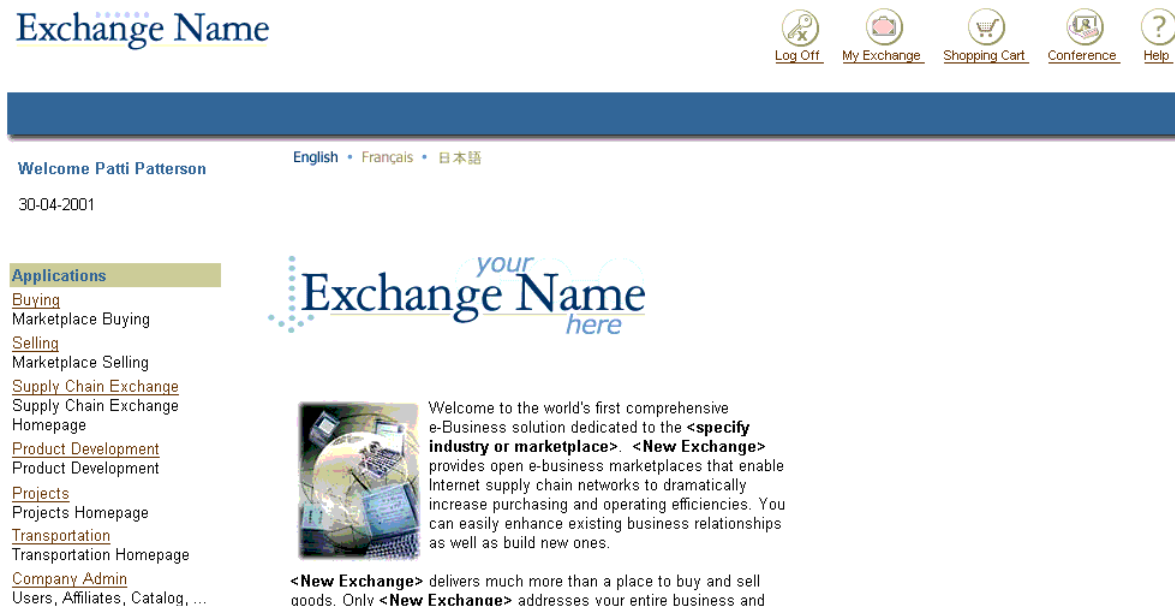 Exchange Name
Log Off
My Exchange
Shopping Cart
Conference
Help
Welcome Patti Patterson
30-04-2001
English • Français • 日本語
Applications
Buying
Marketplace Buying
Selling
Marketplace Selling
Supply Chain Exchange
Supply Chain Exchange
Homepage
Product Development
Product Development
Projects
Projects Homepage
Transportation
Transportation Homepage
Company Admin
Users, Affiliates, Catalog, ...
your
Exchange Name
here
Welcome to the world's first comprehensive
e-Business solution dedicated to the <specify
industry or marketplace>. <New Exchange>
provides open e-business marketplaces that enable
Internet supply chain networks to dramatically
increase purchasing and operating efficiencies. You
can easily enhance existing business relationships
as well as build new ones.
<New Exchange> delivers much more than a place to buy and sell
goods. Only <New Exchange> addresses your entire business and